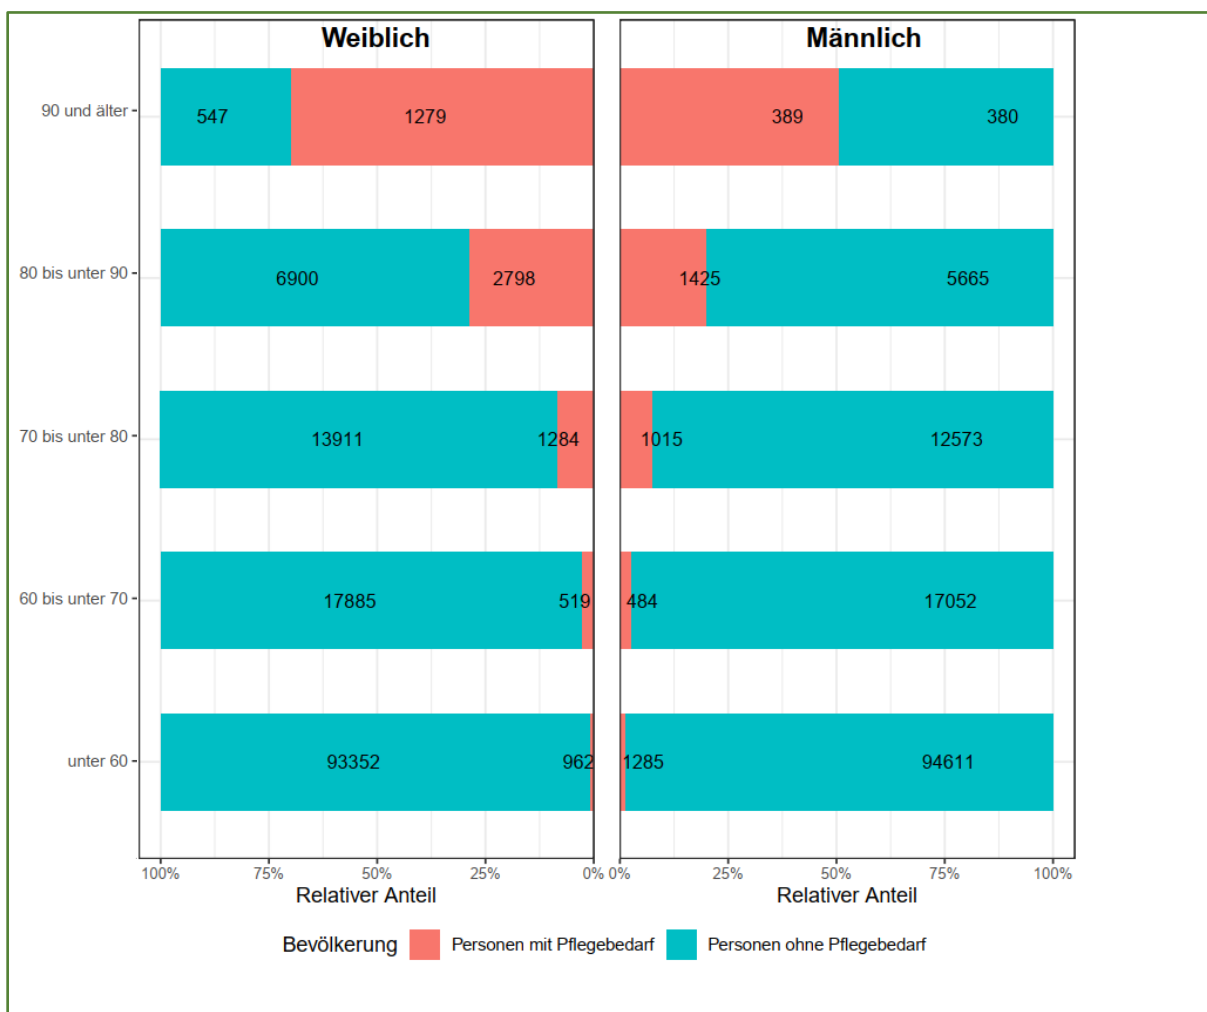 Weiblich Männlich
90 und älter 547 1279 389 380
80 bis unter 90 6900 2798 1425 5665
70 bis unter 80 13911 1284 1015 12573
60 bis unter 70 17885 519 484 17052
unter 60 93352 962 1285 94611
100% 75% 50% 25% 0% 0% 25% 50% 75% 100%
Relativer Anteil Relativer Anteil
Bevölkerung Personen mit Pflegebedarf Personen ohne Pflegebedarf